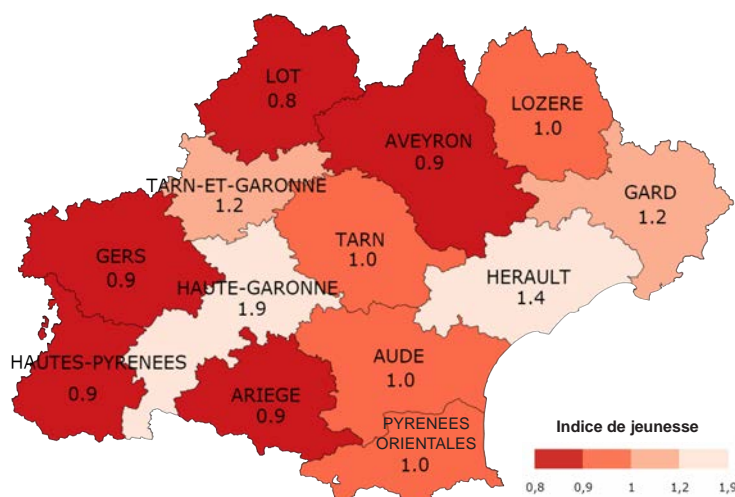 LOT
0.8
LOZERE
1.0
AVEYRON
0.9
TARN-ET-GARONNE
1.2
GARD
1.2
GERS
0.9
TARN
1.0
HAUTE-GARONNE
1.9
HERAULT
1.4
HAUTES-PYRENEES
0.9
AUDE
1.0
ARIEGE
0.9
PYRENEES
ORIENTALES
1.0
Indice de jeunesse
0,8 0,9 1 1,2 1,9